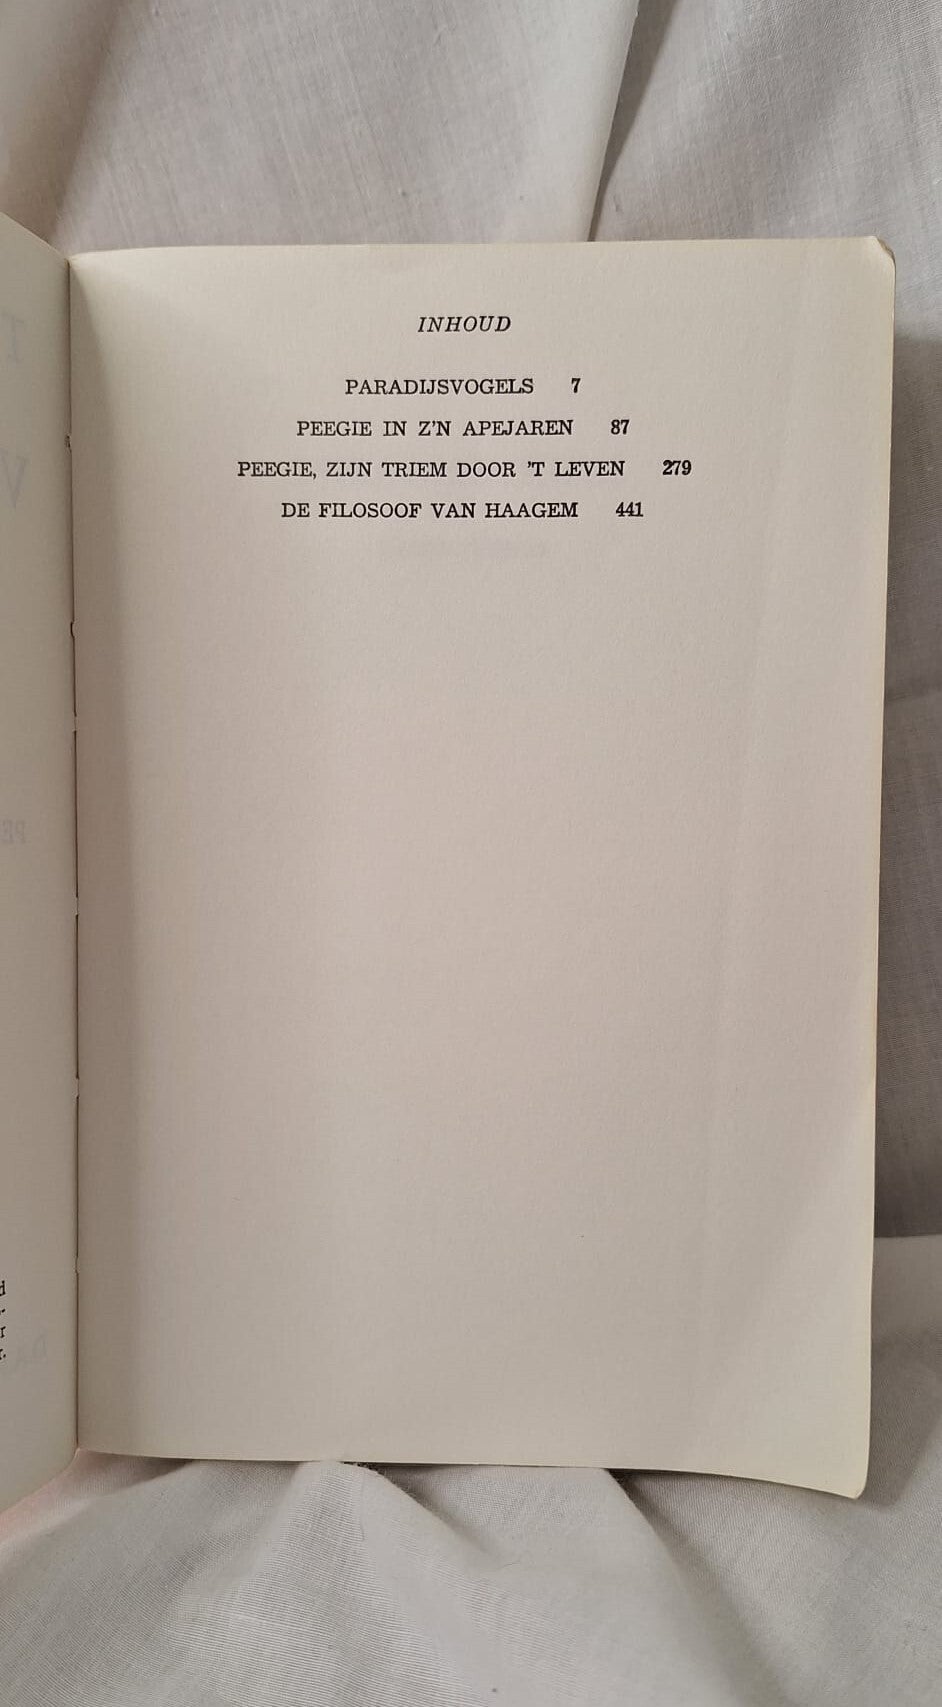 INHOUD
PARADIJSVOGELS 7
PEEGIE IN Z'N APEJAREN 87
PEEGIE, ZIJN TRIEM DOOR 'T LEVEN 279
DE FILOSOOF VAN HAAGEM 441